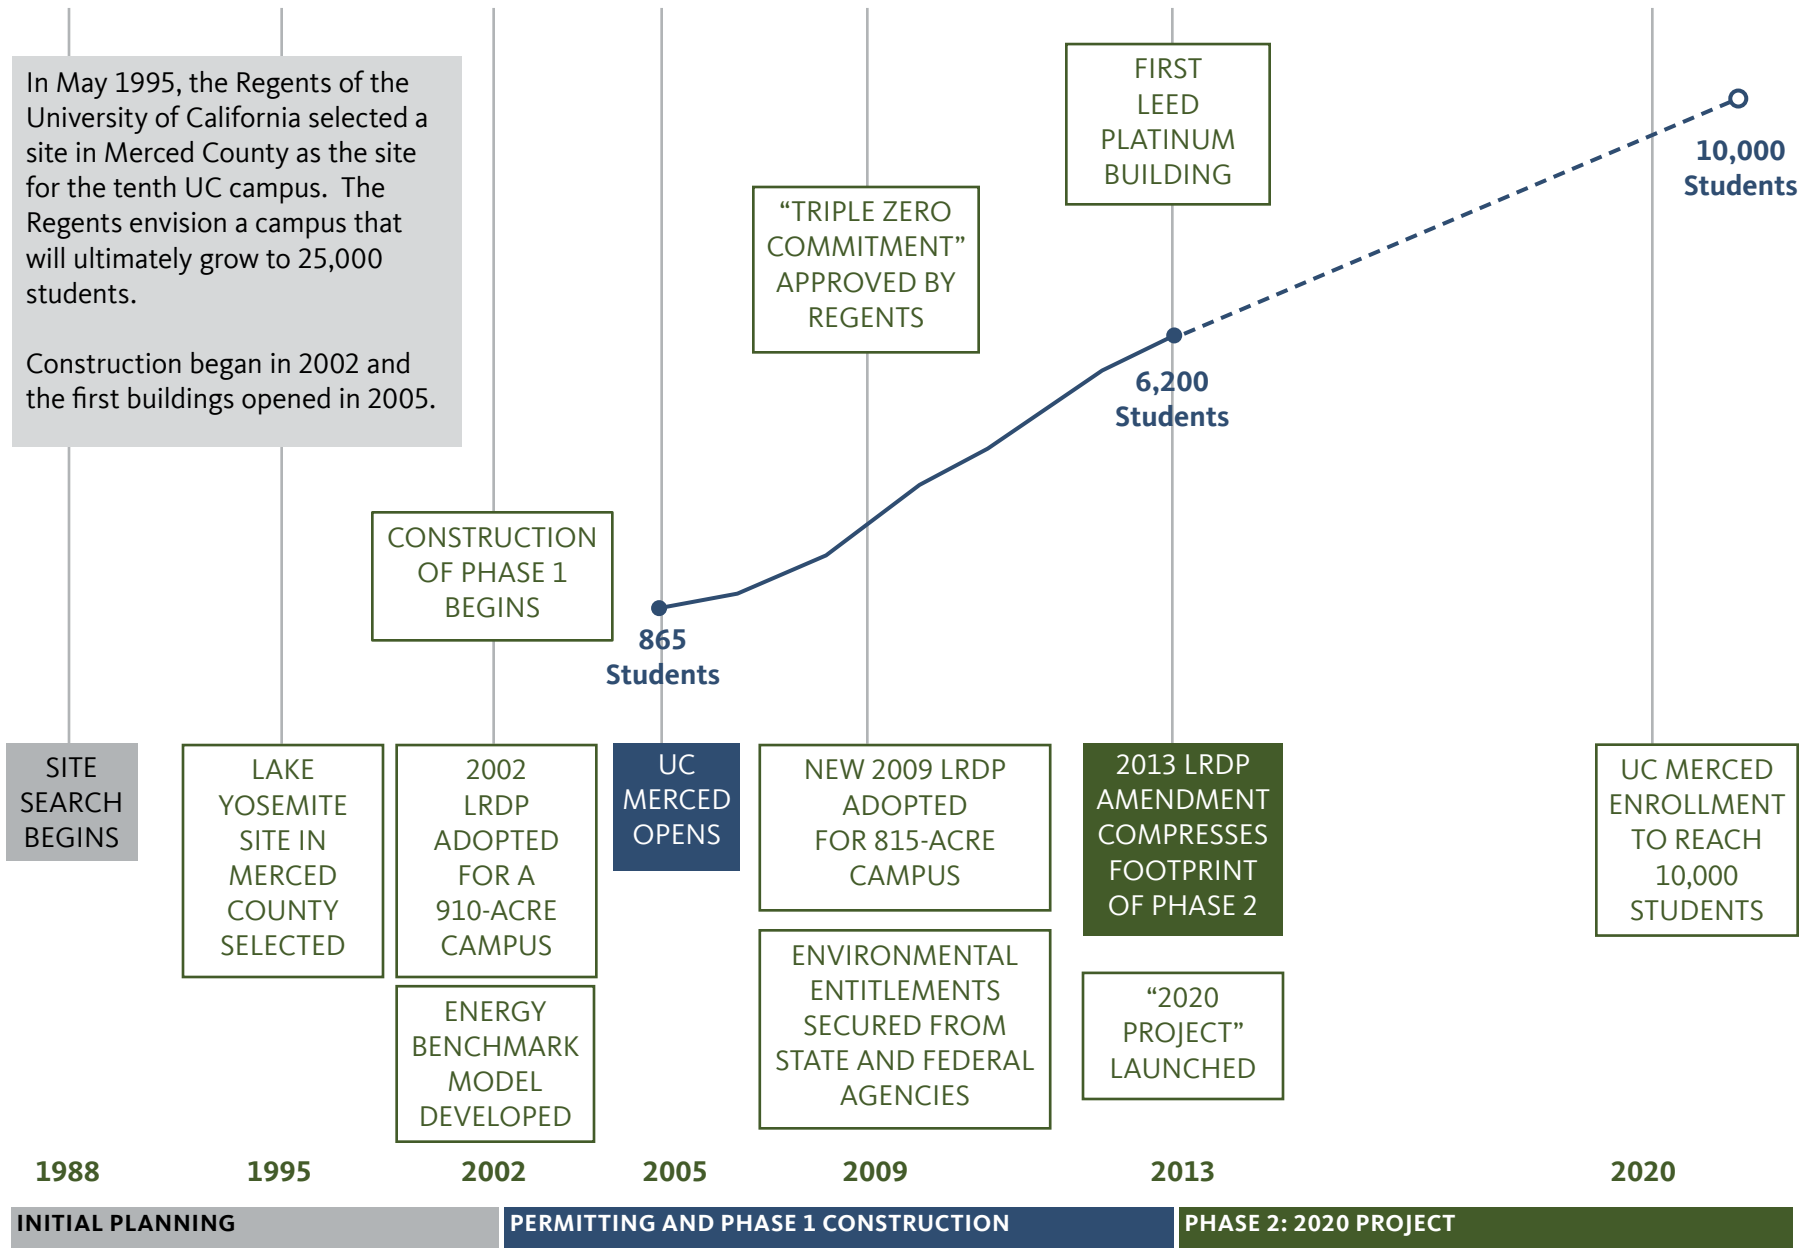 In May 1995, the Regents of the
University of California selected a
site in Merced County as the site
for the tenth UC campus.  The
Regents envision a campus that
will ultimately grow to 25,000
students.
Construction began in 2002 and
the first buildings opened in 2005.
FIRST
LEED
PLATINUM
BUILDING
10,000
Students
“TRIPLE ZERO
COMMITMENT”
APPROVED BY
REGENTS
6,200
Students
CONSTRUCTION
OF PHASE 1
BEGINS
865
Students
SITE
SEARCH
BEGINS
LAKE
YOSEMITE
SITE IN
MERCED
COUNTY
SELECTED
2002
LRDP
ADOPTED
FOR A
910-ACRE
CAMPUS
ENERGY
BENCHMARK
MODEL
DEVELOPED
UC
MERCED
OPENS
NEW 2009 LRDP
ADOPTED
FOR 815-ACRE
CAMPUS
ENVIRONMENTAL
ENTITLEMENTS
SECURED FROM
STATE AND FEDERAL
AGENCIES
2013 LRDP
AMENDMENT
COMPRESSES
FOOTPRINT
OF PHASE 2
“2020
PROJECT”
LAUNCHED
UC MERCED
ENROLLMENT
TO REACH
10,000
STUDENTS
1988
1995
2002
2005
2009
2013
2020
INITIAL PLANNING
PERMITTING AND PHASE 1 CONSTRUCTION
PHASE 2: 2020 PROJECT